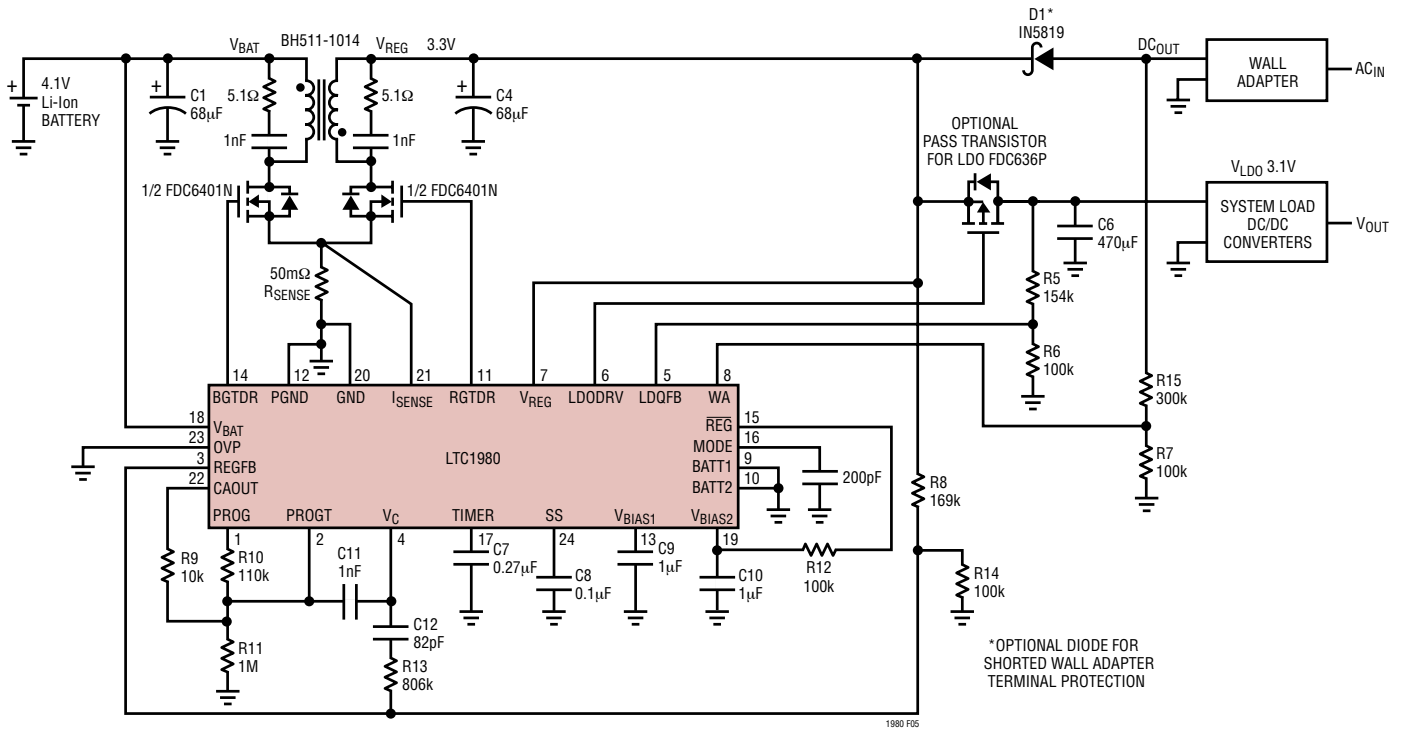 D1*
IN5819
VBAT
BH511-1014
VREG
3.3V
DCOUT
WALL
ADAPTER
ACIN
+
4.1V
Li-Ion
BATTERY
+
C1
68µF
5.1Ω
5.1Ω
+
C4
68µF
1nF
1nF
OPTIONAL
PASS TRANSISTOR
FOR LDO FDC636P
VLDO 3.1V
SYSTEM LOAD
DC/DC
CONVERTERS
VOUT
1/2 FDC6401N
1/2 FDC6401N
C6
470µF
50mΩ
RSENSE
R5
154k
R6
100k
R15
300k
R7
100k
14
12
20
21
11
7
6
5
8
BGTDR
PGND
GND
ISENSE
RGTDR
VREG
LDODRV
LDQFB
WA
18
VBAT
23
OVP
3
REGFB
22
CAOUT
LTC1980
REG
15
MODE
16
BATT1
9
BATT2
10
200pF
PROG
PROGT
VC
TIMER
SS
VBIAS1
VBIAS2
1
2
4
17
24
13
19
R8
169k
R9
10k
R10
110k
C11
1nF
C7
0.27µF
C8
0.1µF
C9
1µF
C10
1µF
R12
100k
R14
100k
C12
82pF
R11
1M
R13
806k
*OPTIONAL DIODE FOR
SHORTED WALL ADAPTER
TERMINAL PROTECTION
1980 F05